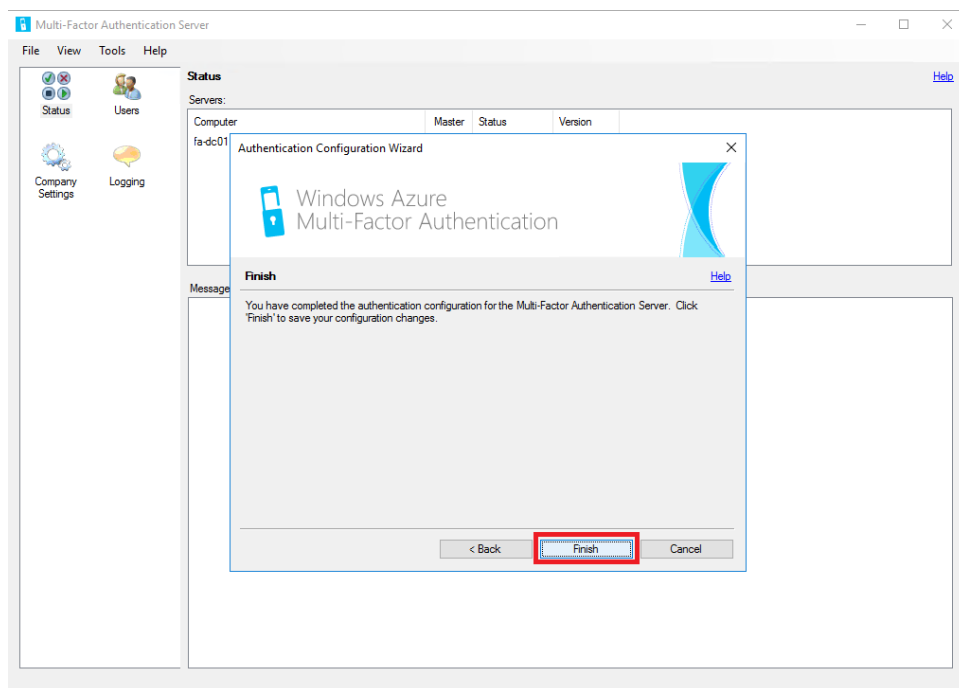 Multi-Factor Authentication Server
File View Tools Help
Status
Users
Company
Settings
Logging
Status
Help
Servers:
Computer Master Status Version
fa-dc01
Authentication Configuration Wizard
Windows Azure
Multi-Factor Authentication
Finish
Help
You have completed the authentication configuration for the Multi-Factor Authentication Server. Click
'Finish' to save your configuration changes.
Message
< Back Finish Cancel